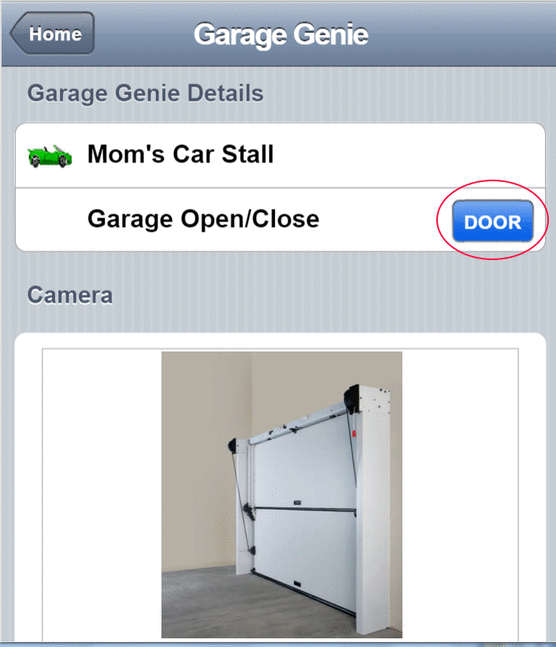 Home
Garage Genie
Garage Genie Details
Mom's Car Stall
Garage Open/Close
DOOR
Camera